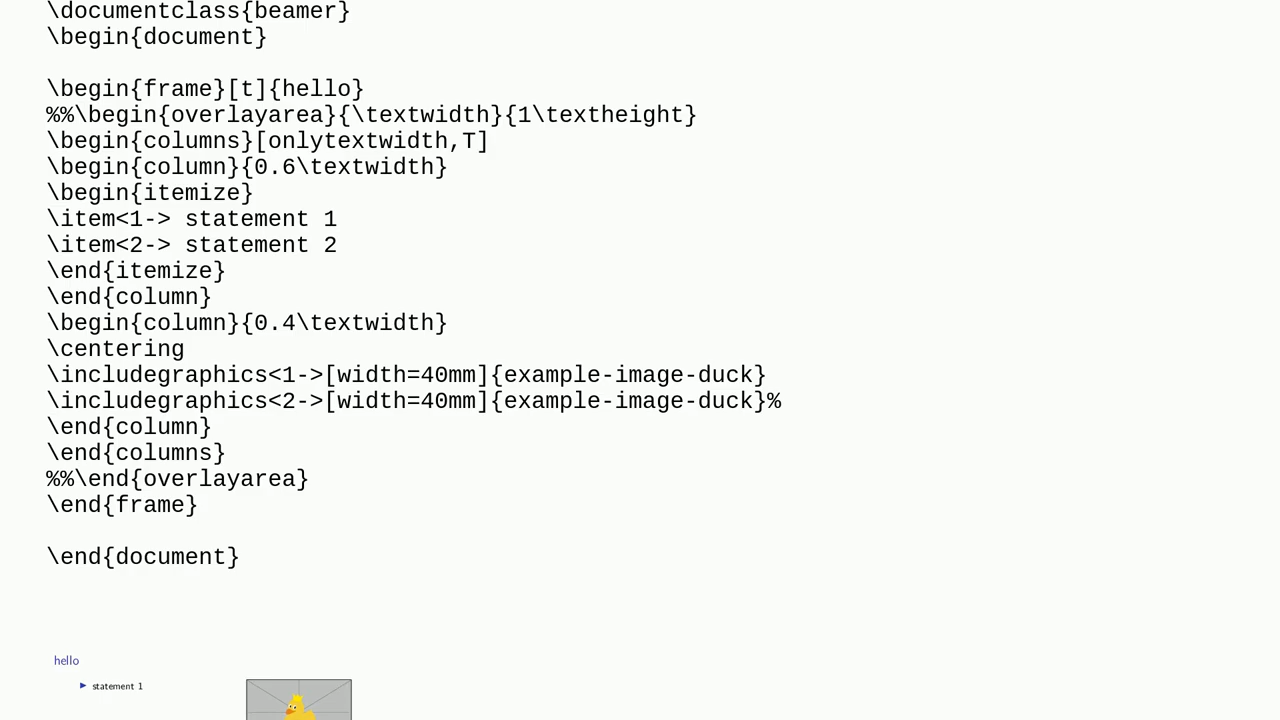 \documentclass{beamer}
\begin{document}

\begin{frame}[t]{hello}
%%\begin{overlayarea}{\textwidth}{1\textheight}
\begin{columns}[onlytextwidth,T]
\begin{column}{0.6\textwidth}
\begin{itemize}
\item<1-> statement 1
\item<2-> statement 2
\end{itemize}
\end{column}
\begin{column}{0.4\textwidth}
\centering
\includegraphics<1->[width=40mm]{example-image-duck}
\includegraphics<2->[width=40mm]{example-image-duck}%
\end{column}
\end{columns}
%%\end{overlayarea}
\end{frame}

\end{document}

hello
statement 1